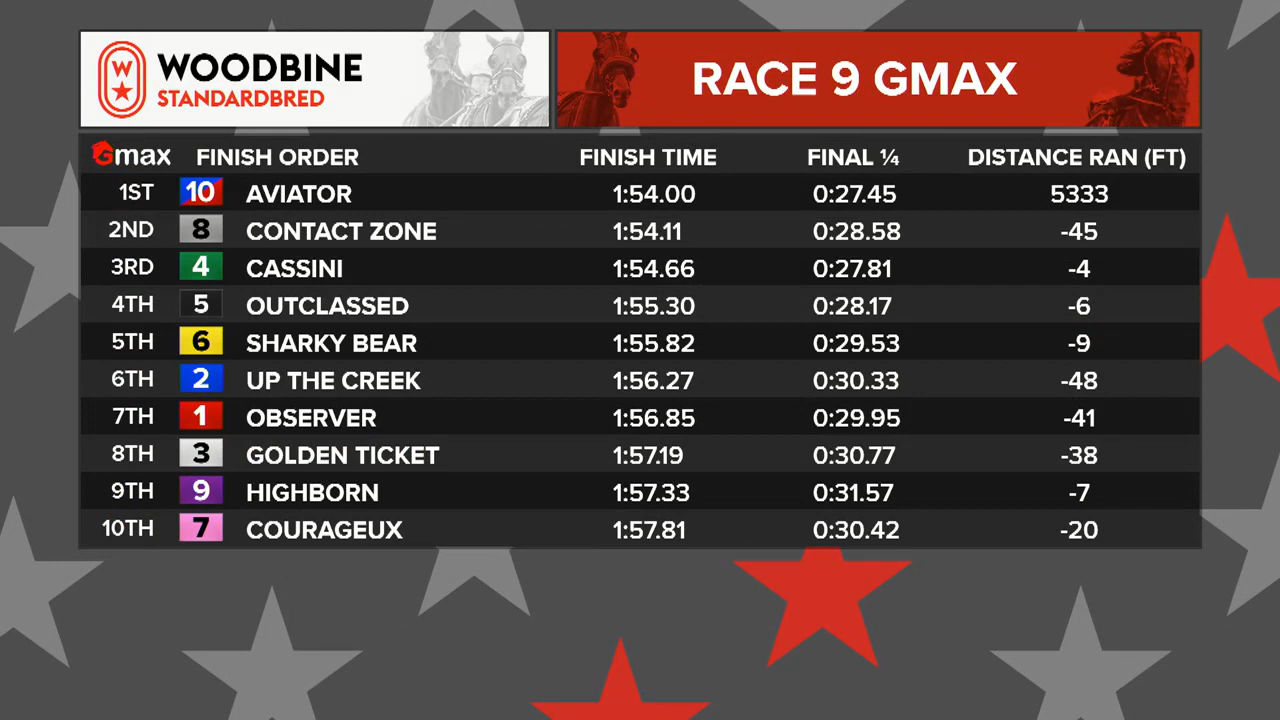 W
WOODBINE
STANDARDBRED
RACE 9 GMAX
Gmax FINISH ORDER FINISH TIME FINAL ¼ DISTANCE RAN (FT)
1ST 10 AVIATOR 1:54.00 0:27.45 5333
2ND 8 CONTACT ZONE 1:54.11 0:28.58 -45
3RD 4 CASSINI 1:54.66 0:27.81 -4
4TH 5 OUTCLASSED 1:55.30 0:28.17 -6
5TH 6 SHARKY BEAR 1:55.82 0:29.53 -9
6TH 2 UP THE CREEK 1:56.27 0:30.33 -48
7TH 1 OBSERVER 1:56.85 0:29.95 -41
8TH 3 GOLDEN TICKET 1:57.19 0:30.77 -38
9TH 9 HIGHBORN 1:57.33 0:31.57 -7
10TH 7 COURAGEUX 1:57.81 0:30.42 -20